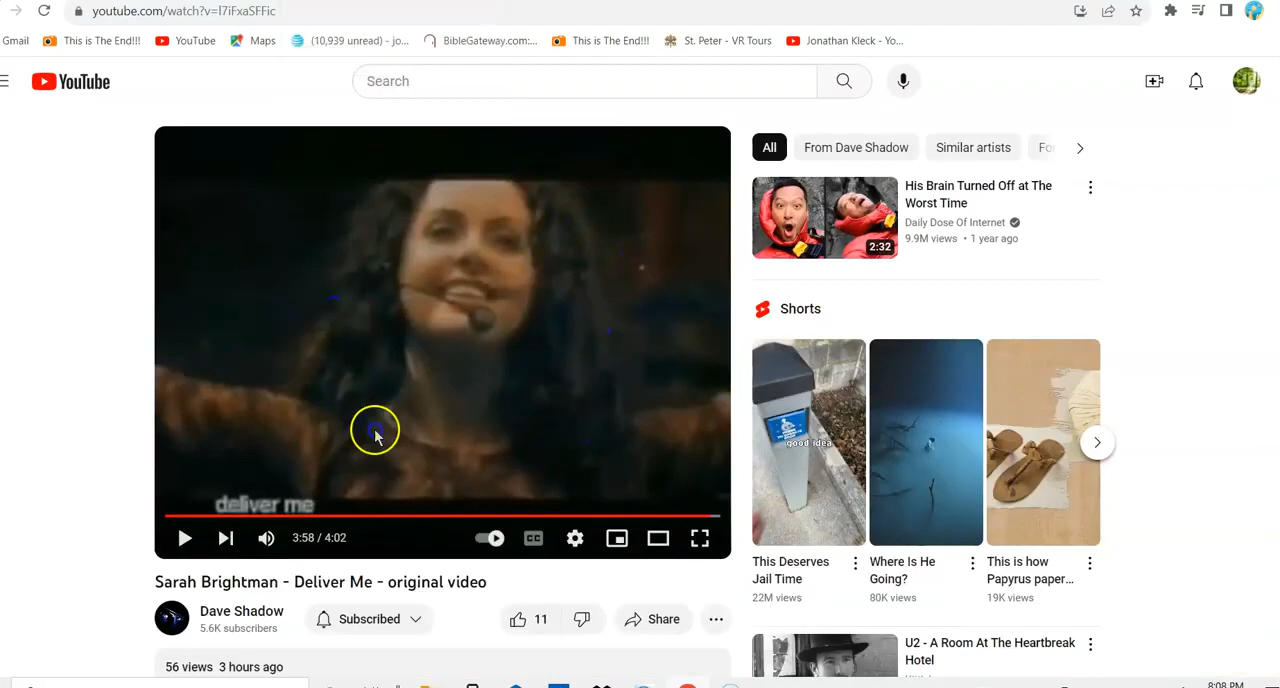 youtube.com/watch?v=l7iFxaSFFic
Gmail This is The End!!! YouTube Maps (10,939 unread) - jo... BibleGateway.com:... This is The End!!! St. Peter - VR Tours Jonathan Kleck - Yo...
YouTube
Search
All From Dave Shadow Similar artists Fo
His Brain Turned Off at The
Worst Time
Daily Dose Of Internet
9.9M views • 1 year ago
2:32
Shorts
good idea
deliver me
3:58 / 4:02
CC
This Deserves
Jail Time
22M views
Where Is He
Going?
80K views
This is how
Papyrus paper...
19K views
Sarah Brightman - Deliver Me - original video
Dave Shadow
5.6K subscribers
Subscribed
11
Share
...
56 views 3 hours ago
U2 - A Room At The Heartbreak
Hotel
8:08 PM